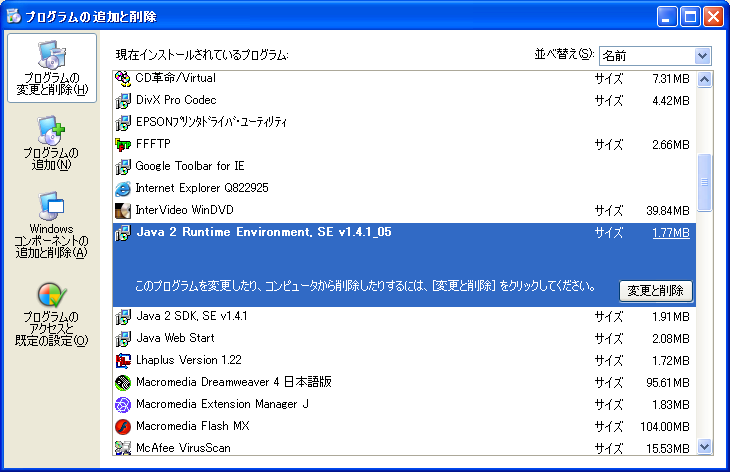 プログラムの追加と削除
プログラムの
変更と削除(H)
プログラムの
追加(N)
Windows
コンポーネントの
追加と削除(A)
プログラムの
アクセスと
既定の設定(O)
現在インストールされているプログラム:
並べ替え(S): 名前
CD革命/Virtual サイズ 7.31MB
DivX Pro Codec サイズ 4.42MB
EPSONﾌﾟﾘﾝﾀﾄﾞﾗｲﾊﾞ･ﾕｰﾃｨﾘﾃｨ
FFFTP サイズ 2.66MB
Google Toolbar for IE
Internet Explorer Q822925
InterVideo WinDVD サイズ 39.84MB
Java 2 Runtime Environment, SE v1.4.1_05 サイズ 1.77MB
このプログラムを変更したり、コンピュータから削除したりするには、[変更と削除] をクリックしてください。 変更と削除
Java 2 SDK, SE v1.4.1 サイズ 1.91MB
Java Web Start サイズ 2.08MB
Lhaplus Version 1.22 サイズ 1.72MB
Macromedia Dreamweaver 4 日本語版 サイズ 95.61MB
Macromedia Extension Manager J サイズ 1.83MB
Macromedia Flash MX サイズ 104.00MB
McAfee VirusScan サイズ 15.53MB